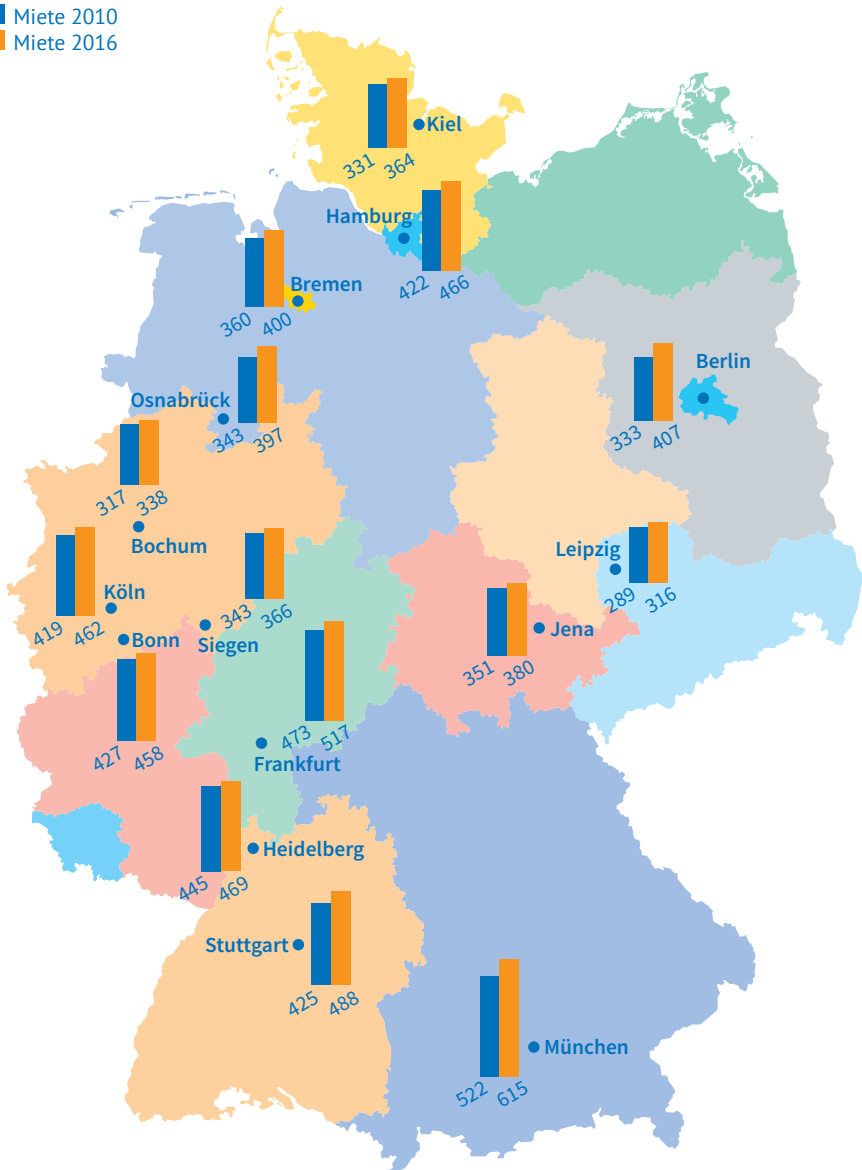 Miete 2010
Miete 2016
Kiel
331 364
Hamburg
422 466
Bremen
360 400
Berlin
333 407
Osnabrück
343 397
317 338
Bochum
Leipzig
289 316
Köln
419 462
343 366
Siegen
Bonn
427 458
Jena
351 380
473 517
Frankfurt
Heidelberg
445 469
Stuttgart
425 488
München
522 615